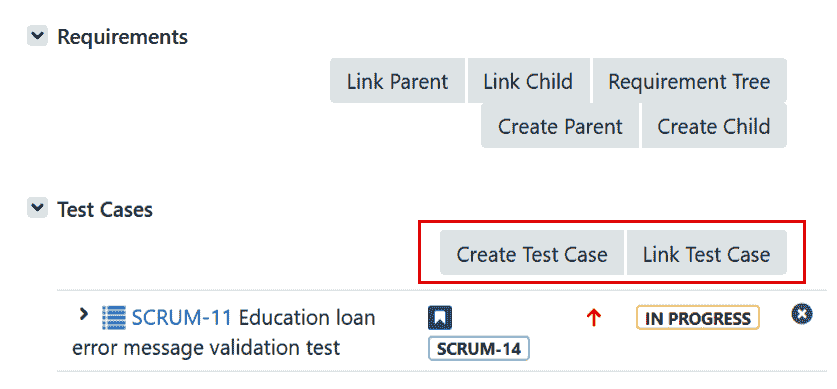 Requirements
Link Parent Link Child Requirement Tree
Create Parent Create Child
Test Cases
Create Test Case Link Test Case
SCRUM-11 Education loan IN PROGRESS
error message validation test SCRUM-14